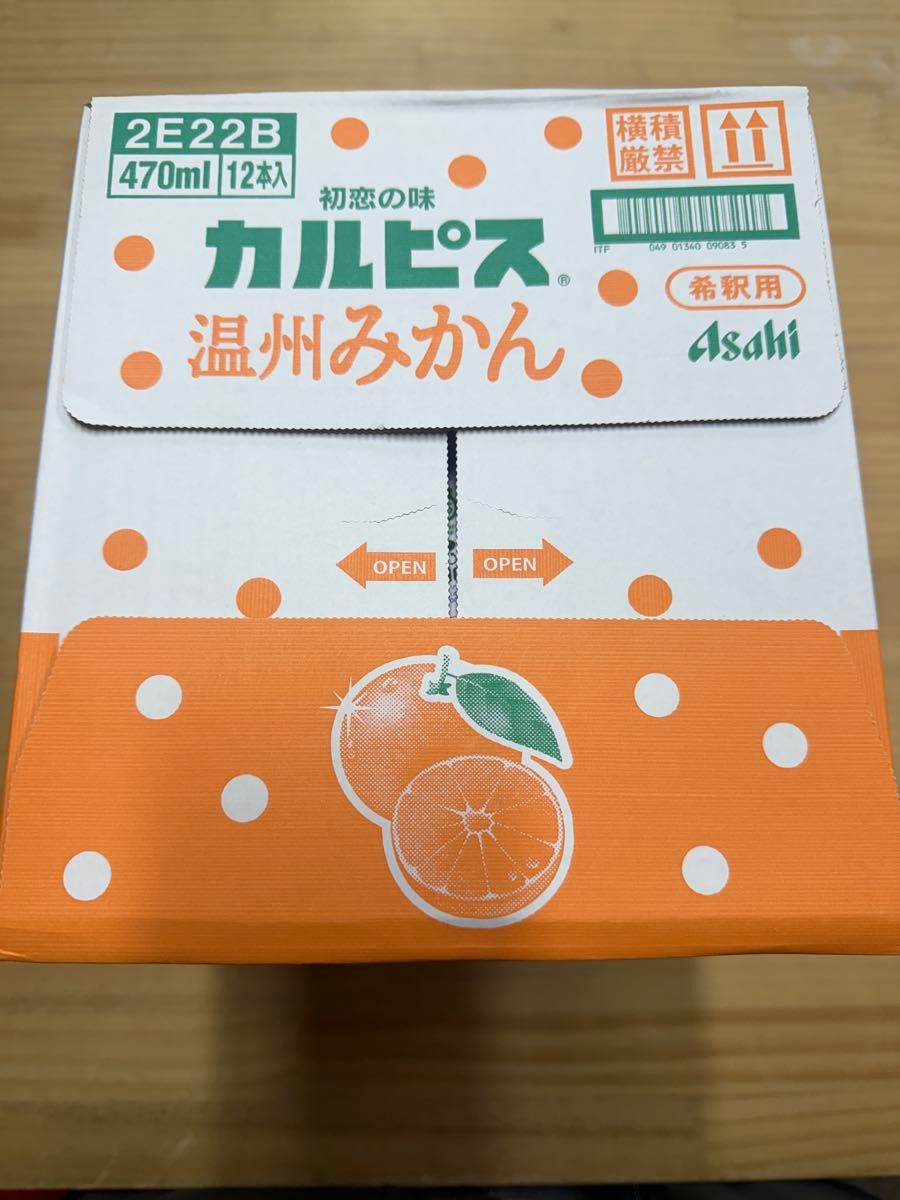 2E22B
470ml 12本入
初恋の味
カルピス®
温州みかん
横積
厳禁
ITF 049 01340 09083 5
希釈用
Asahi
OPEN OPEN